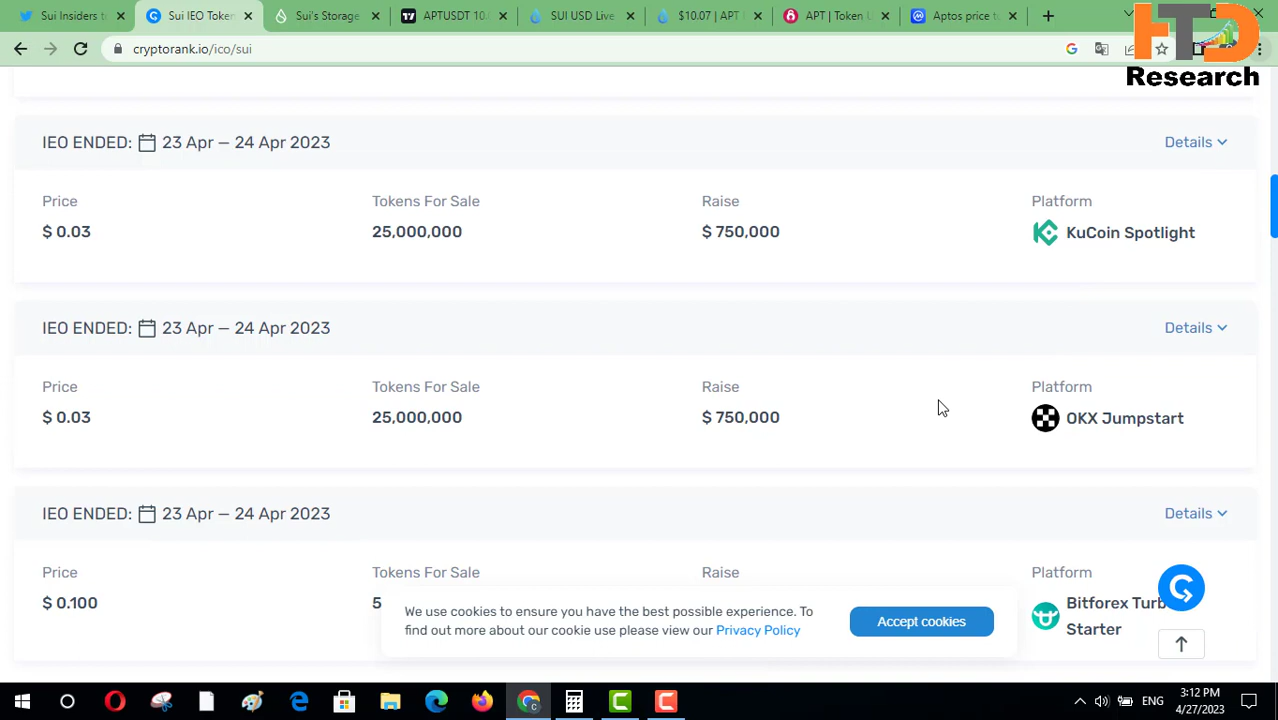 Sui Insiders t
Sui IEO Token
Sui's Storage
APTUSDT 10.
SUI USD Live
$10.07 | APT
APT | Token
Aptos price t
cryptorank.io/ico/sui
HTD
Research
IEO ENDED: 23 Apr — 24 Apr 2023
Details
Price
Tokens For Sale
Raise
Platform
$ 0.03
25,000,000
$ 750,000
KuCoin Spotlight
IEO ENDED: 23 Apr — 24 Apr 2023
Details
Price
Tokens For Sale
Raise
Platform
$ 0.03
25,000,000
$ 750,000
OKX Jumpstart
IEO ENDED: 23 Apr — 24 Apr 2023
Details
Price
Tokens For Sale
Raise
Platform
$ 0.100
5
Bitforex Turb
Starter
We use cookies to ensure you have the best possible experience. To
find out more about our cookie use please view our Privacy Policy
Accept cookies
ENG
3:12 PM
4/27/2023